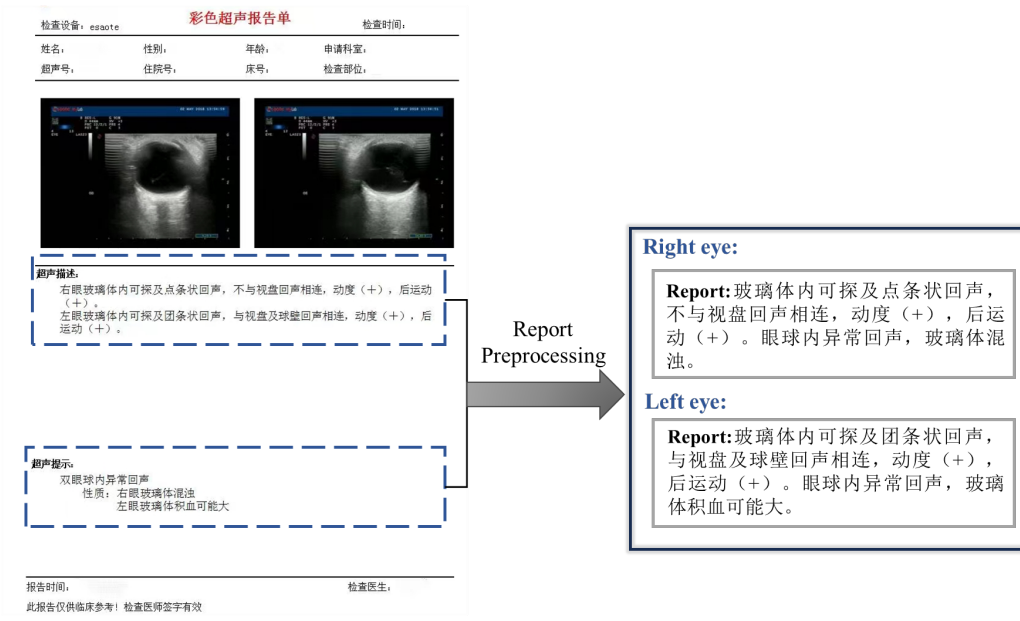 彩色超声报告单
检查设备：esaote
检查时间：
姓名：
性别：
年龄：
申请科室：
超声号：
住院号：
床号：
检查部位：
超声描述：
右眼玻璃体内可探及点条状回声，不与视盘回声相连，动度（＋），后运动
（＋）。
左眼玻璃体内可探及团条状回声，与视盘及球壁回声相连，动度（＋），后
运动（＋）。
超声提示：
双眼球内异常回声
性质：右眼玻璃体混浊
左眼玻璃体积血可能大
报告时间：
检查医生：
此报告仅供临床参考！检查医师签字有效
Report
Preprocessing
Right eye:
Report:玻璃体内可探及点条状回声，
不与视盘回声相连，动度（+），后运
动（+）。眼球内异常回声，玻璃体混
浊。
Left eye:
Report:玻璃体内可探及团条状回声，
与视盘及球壁回声相连，动度（+），
后运动（+）。眼球内异常回声，玻璃
体积血可能大。